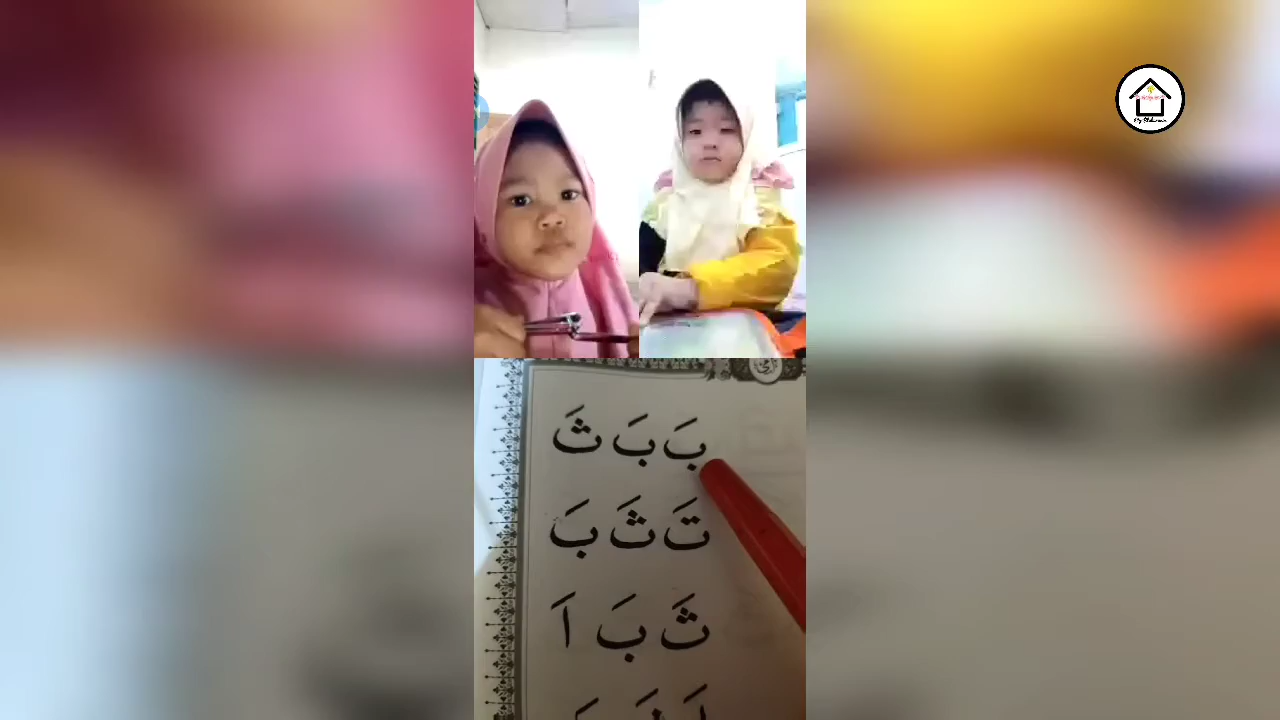 بَ بَ ثَ
تَ ثَ بَ
ثَ بَ اَ